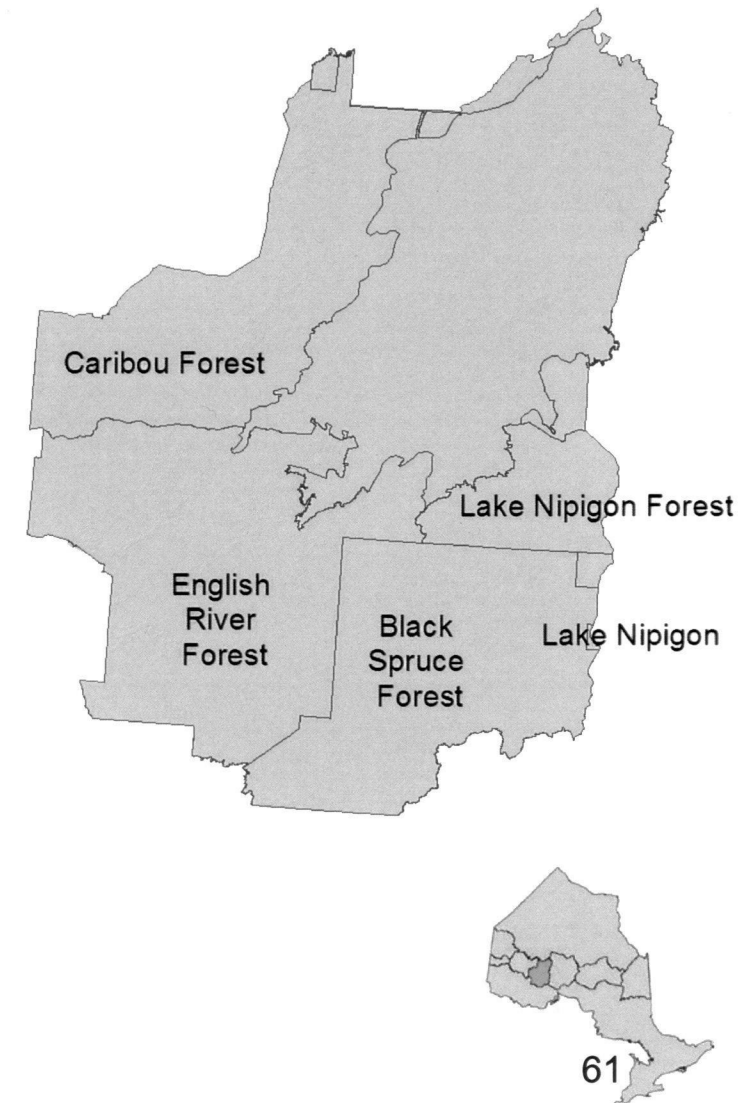 Caribou Forest
Lake Nipigon Forest
English
River
Forest
Black
Spruce
Forest
Lake Nipigon
61